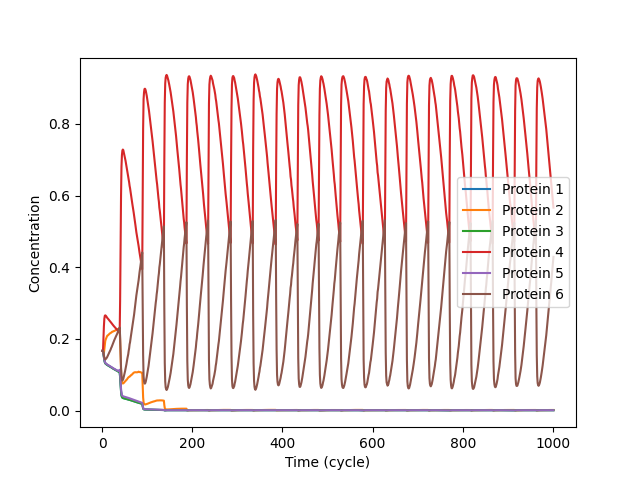 0.8
0.6
0.4
0.2
0.0
Concentration
0
200
400
600
800
1000
Time (cycle)
Protein 1
Protein 2
Protein 3
Protein 4
Protein 5
Protein 6